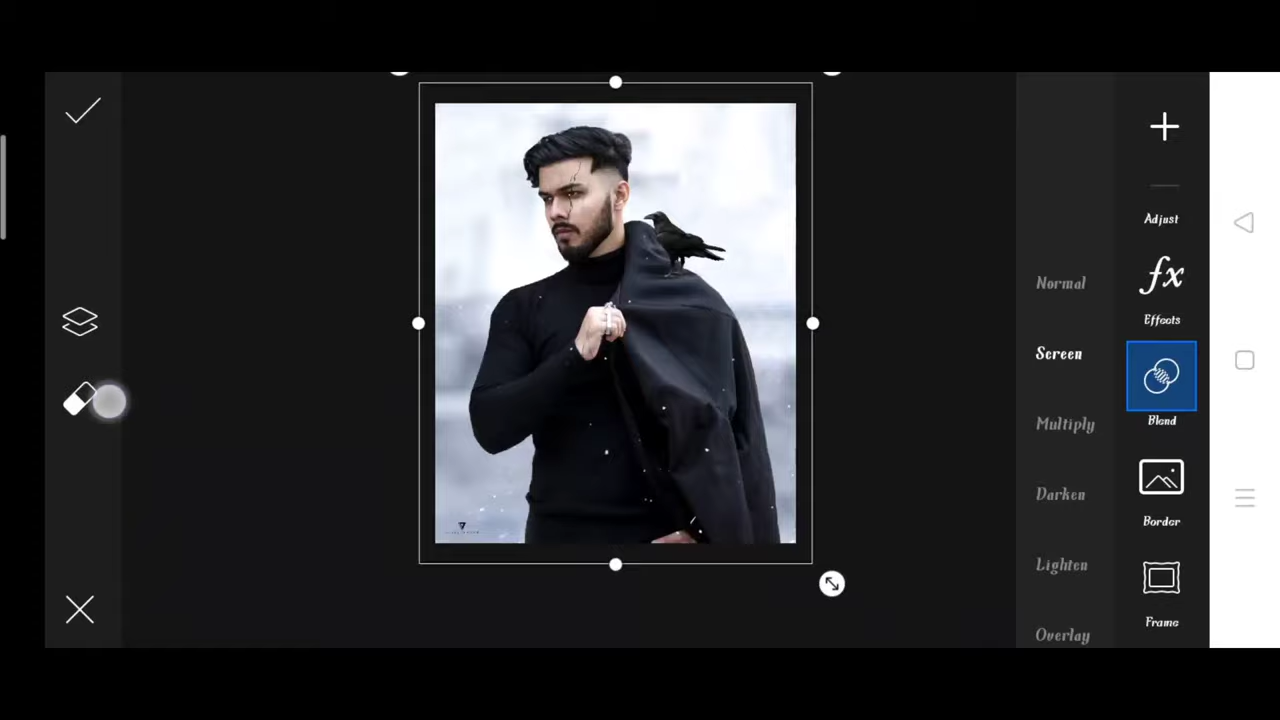 Adjust
fx
Effects
Normal
Screen
Blend
Multiply
Darken
Border
Lighten
Frame
Overlay